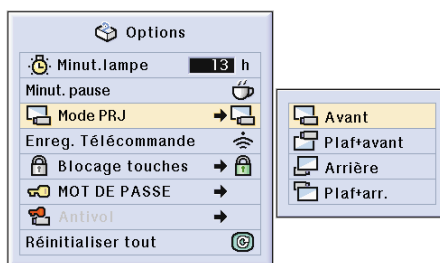 Options
Minut.lampe 13 h
Minut. pause
Mode PRJ
Enreg. Télécommande
Blocage touches
MOT DE PASSE
Antivol
Réinitialiser tout
Avant
Plaf+avant
Arrière
Plaf+arr.